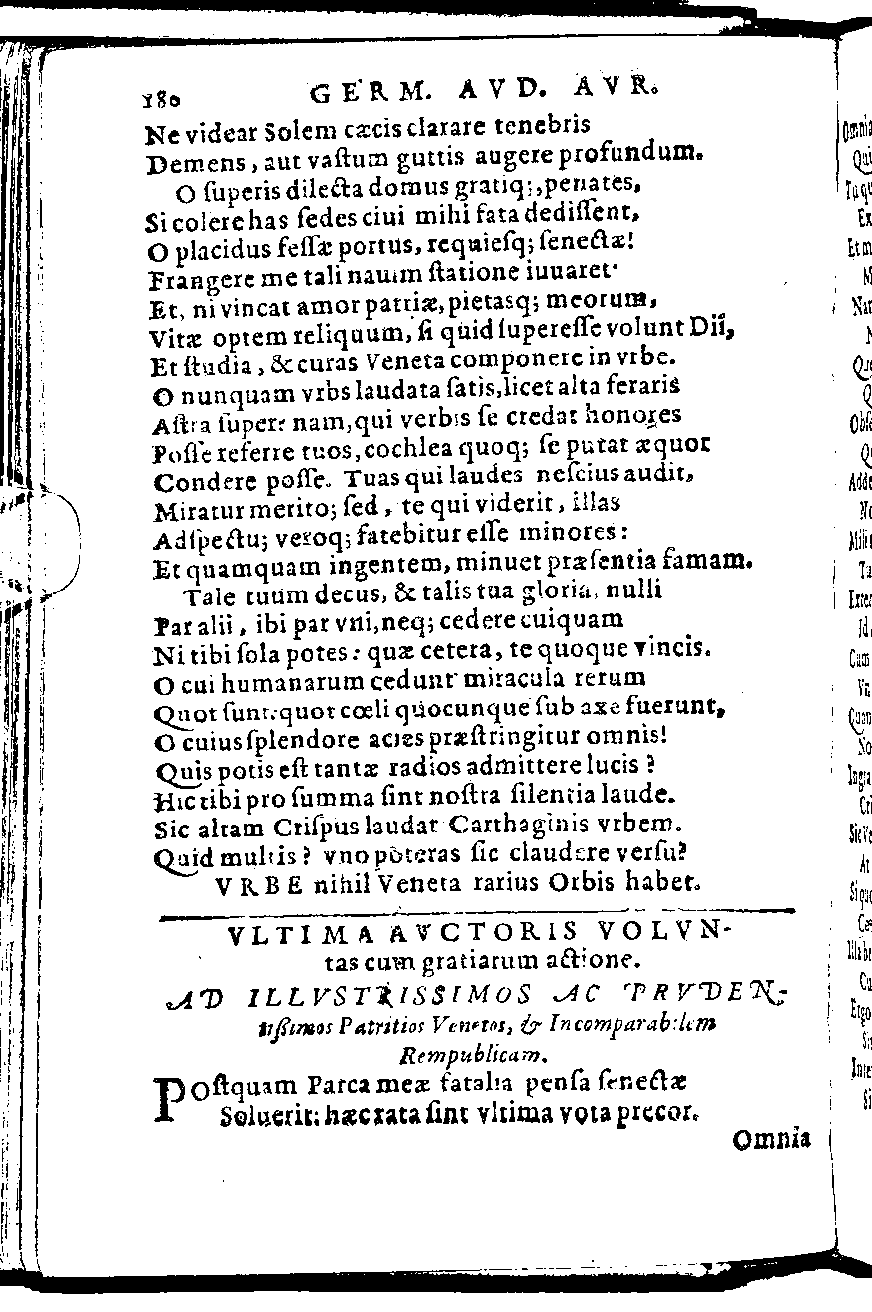 180 GERM. AVD. AVR.
Ne videar Solem cæcis clarare tenebris
Demens, aut vaſtum guttis augere profundum.
O ſuperis dilecta domus gratiq;, penates,
Si colere has ſedes ciui mihi fata dediſſent,
O placidus feſſæ portus, requieſq; ſenectæ!
Frangere me tali nauim ſtatione iuuaret·
Et, ni vincat amor patriæ, pietasq; meorum,
Vitæ optem reliquum, ſi quid ſupereſſe volunt Dii,
Et ſtudia, & curas Veneta componere in vrbe.
O nunquam vrbs laudata ſatis, licet alta feraris
Aſtra ſuper: nam, qui verbis ſe credat honores
Poſſe referre tuos, cochlea quoq; ſe putat æquor
Condere poſſe. Tuas qui laudes neſcius audit,
Miratur merito; ſed, te qui viderit, illas
Adſpectu; veroq; fatebitur eſſe minores:
Et quamquam ingentem, minuet præſentia famam.
Tale tuum decus, & talis tua gloria, nulli
Par alii, ibi par vni, neq; cedere cuiquam
Ni tibi ſola potes: quæ cetera, te quoque vincis.
O cui humanarum cedunt miracula rerum
Quot ſunt, quot cœli quocunque ſub axe fuerunt,
O cuius ſplendore acies præſtringitur omnis!
Quis potis eſt tantæ radios admittere lucis?
Hic tibi pro ſumma ſint noſtra ſilentia laude.
Sic altam Criſpus laudat Carthaginis vrbem.
Quid multis? vno poteras ſic claudere verſu?
VRBE nihil Veneta rarius Orbis habet.
VLTIMA AVCTORIS VOLVN-
tas cum gratiarum actione.
AD ILLVSTRISSIMOS AC PRVDEN-
tiſſimos Patritios Venetos, & Incomparabilem
Rempublicam.
POſtquam Parca meæ fatalia penſa ſenectæ
Soluerit; hæc rata ſint vltima vota precor.
Omnia